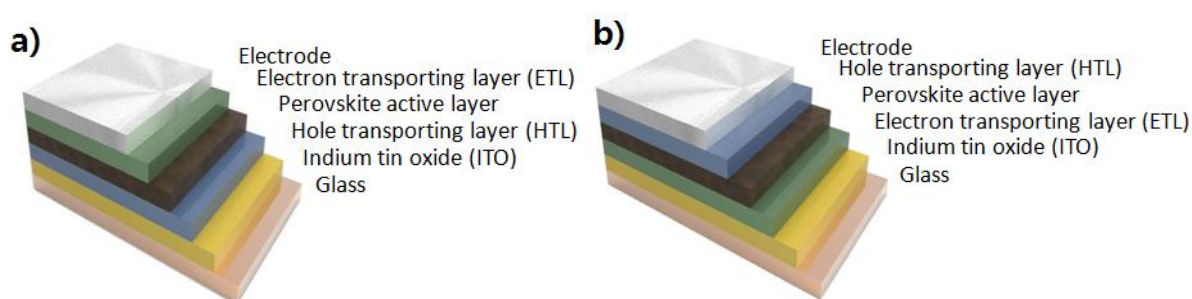 a)
Electrode
Electron transporting layer (ETL)
Perovskite active layer
Hole transporting layer (HTL)
Indium tin oxide (ITO)
Glass
b)
Electrode
Hole transporting layer (HTL)
Perovskite active layer
Electron transporting layer (ETL)
Indium tin oxide (ITO)
Glass